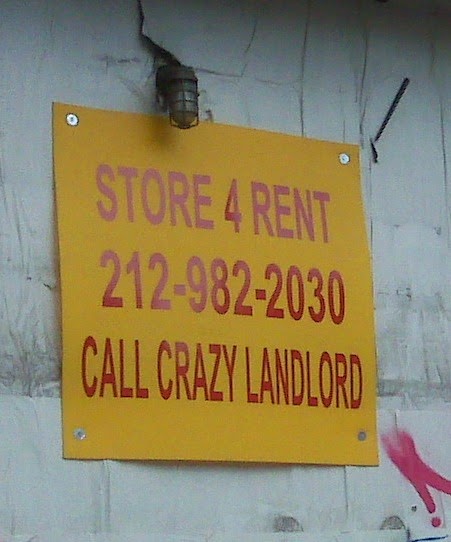 STORE 4 RENT
212-982-2030
CALL CRAZY LANDLORD